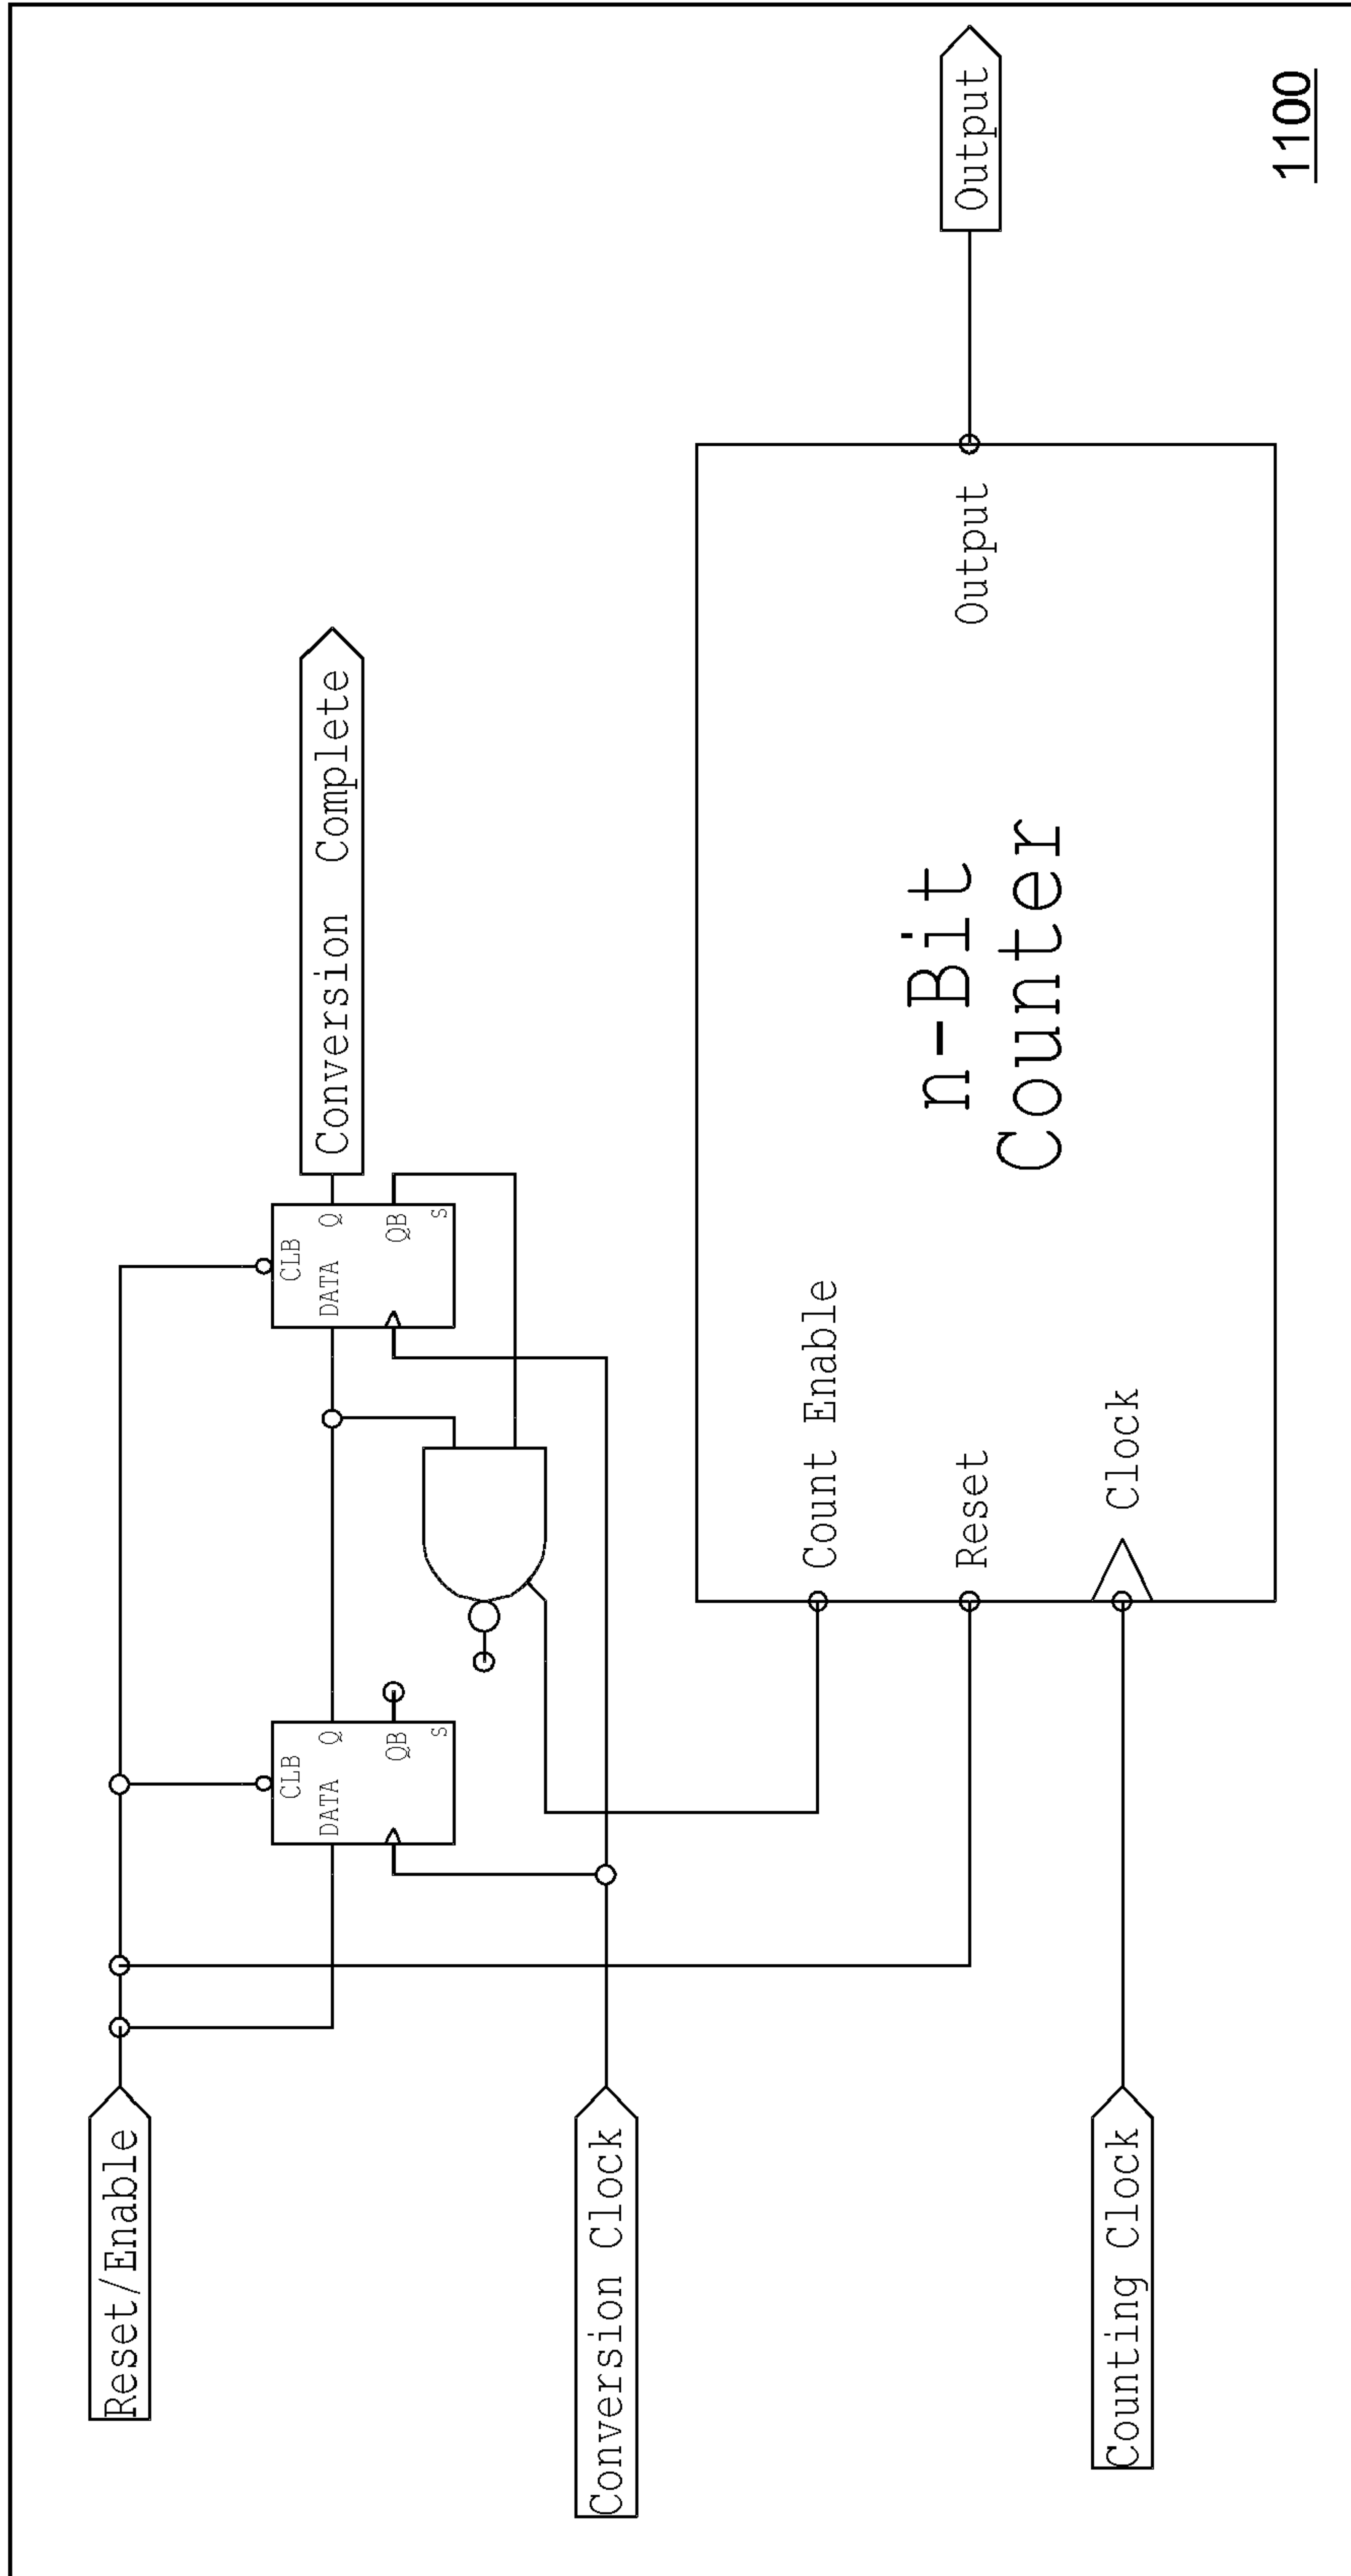 Reset/Enable
CLB
DATA
Q
QB
s
CLB
DATA
Q
QB
s
Conversion Complete
Conversion Clock
Count Enable
Reset
Clock
n-Bit
Counter
Output
Output
Counting Clock
1100